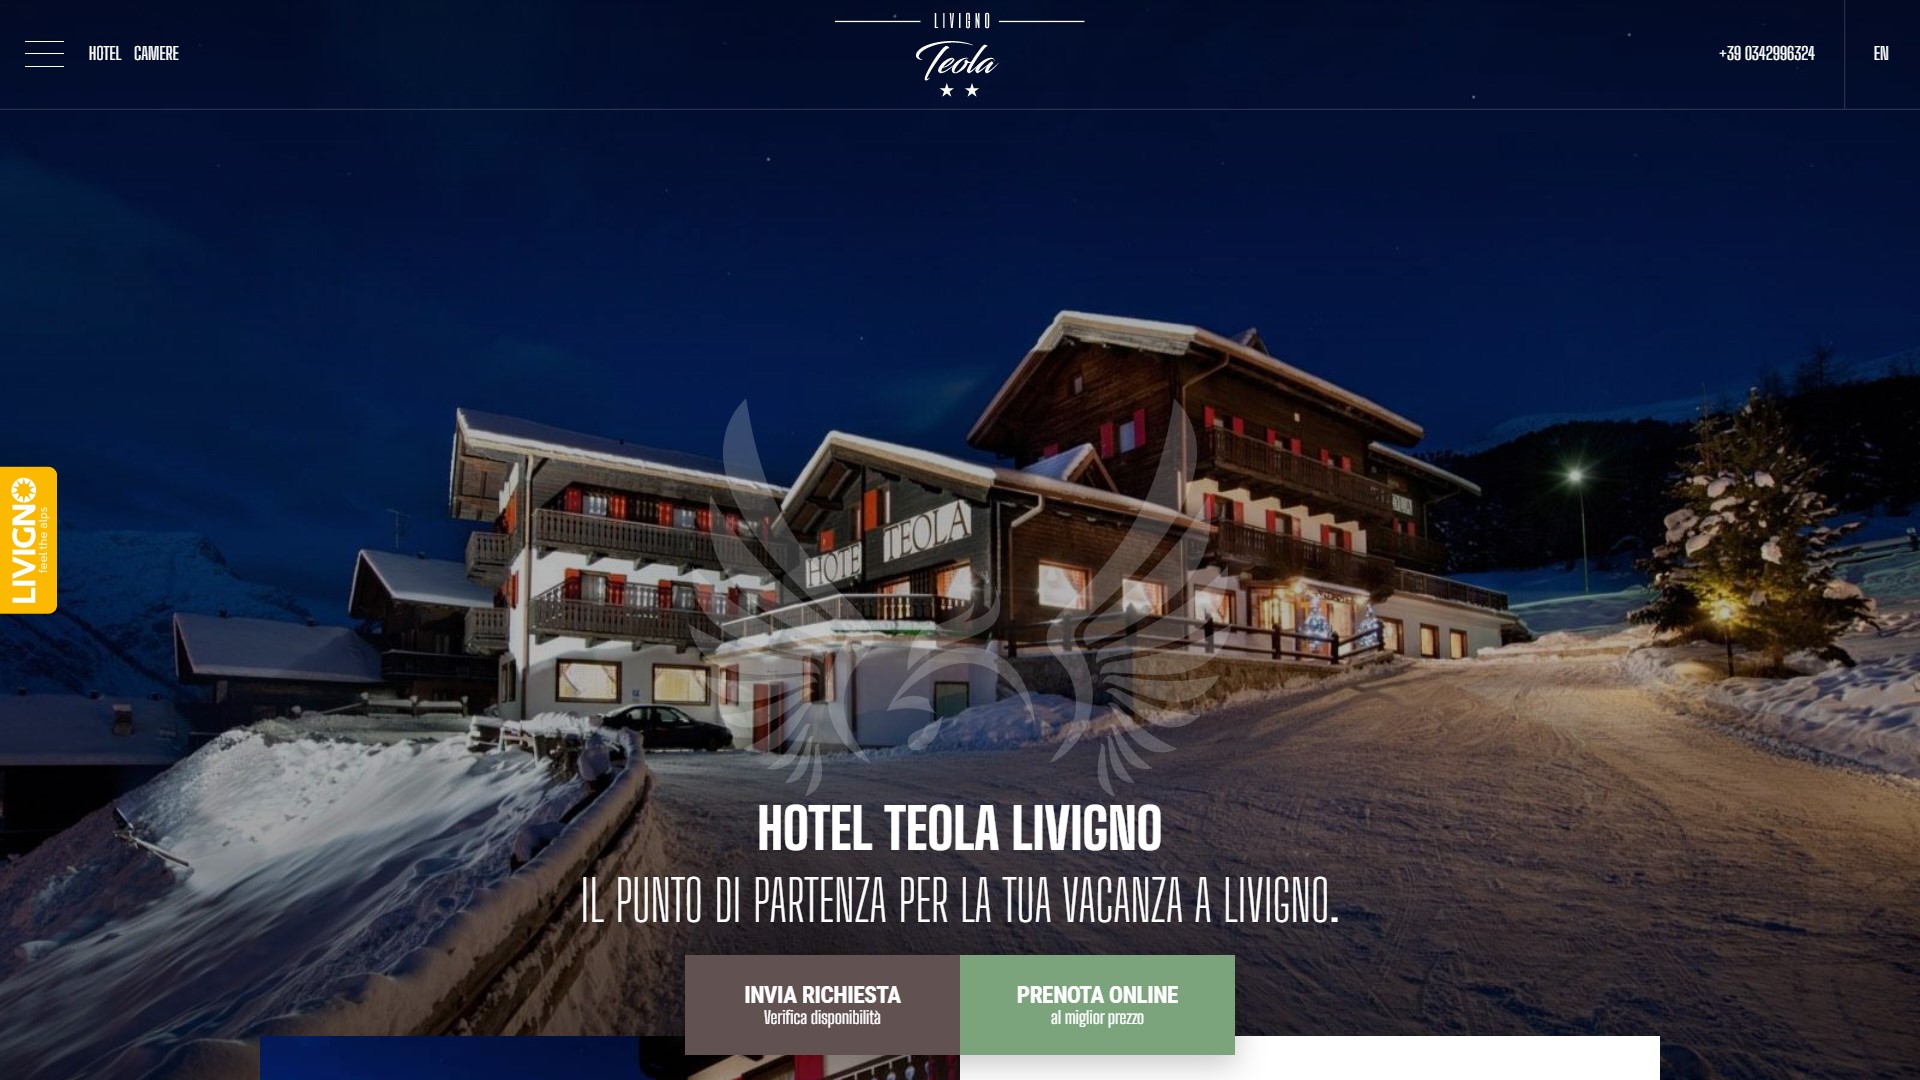 LIVIGNO
HOTEL CAMERE
Teola
+39 0342996324
EN
HOTEL TEOLA
LIVIGNO
feel the alps
HOTEL TEOLA LIVIGNO
IL PUNTO DI PARTENZA PER LA TUA VACANZA A LIVIGNO.
INVIA RICHIESTA
Verifica disponibilità
PRENOTA ONLINE
al miglior prezzo